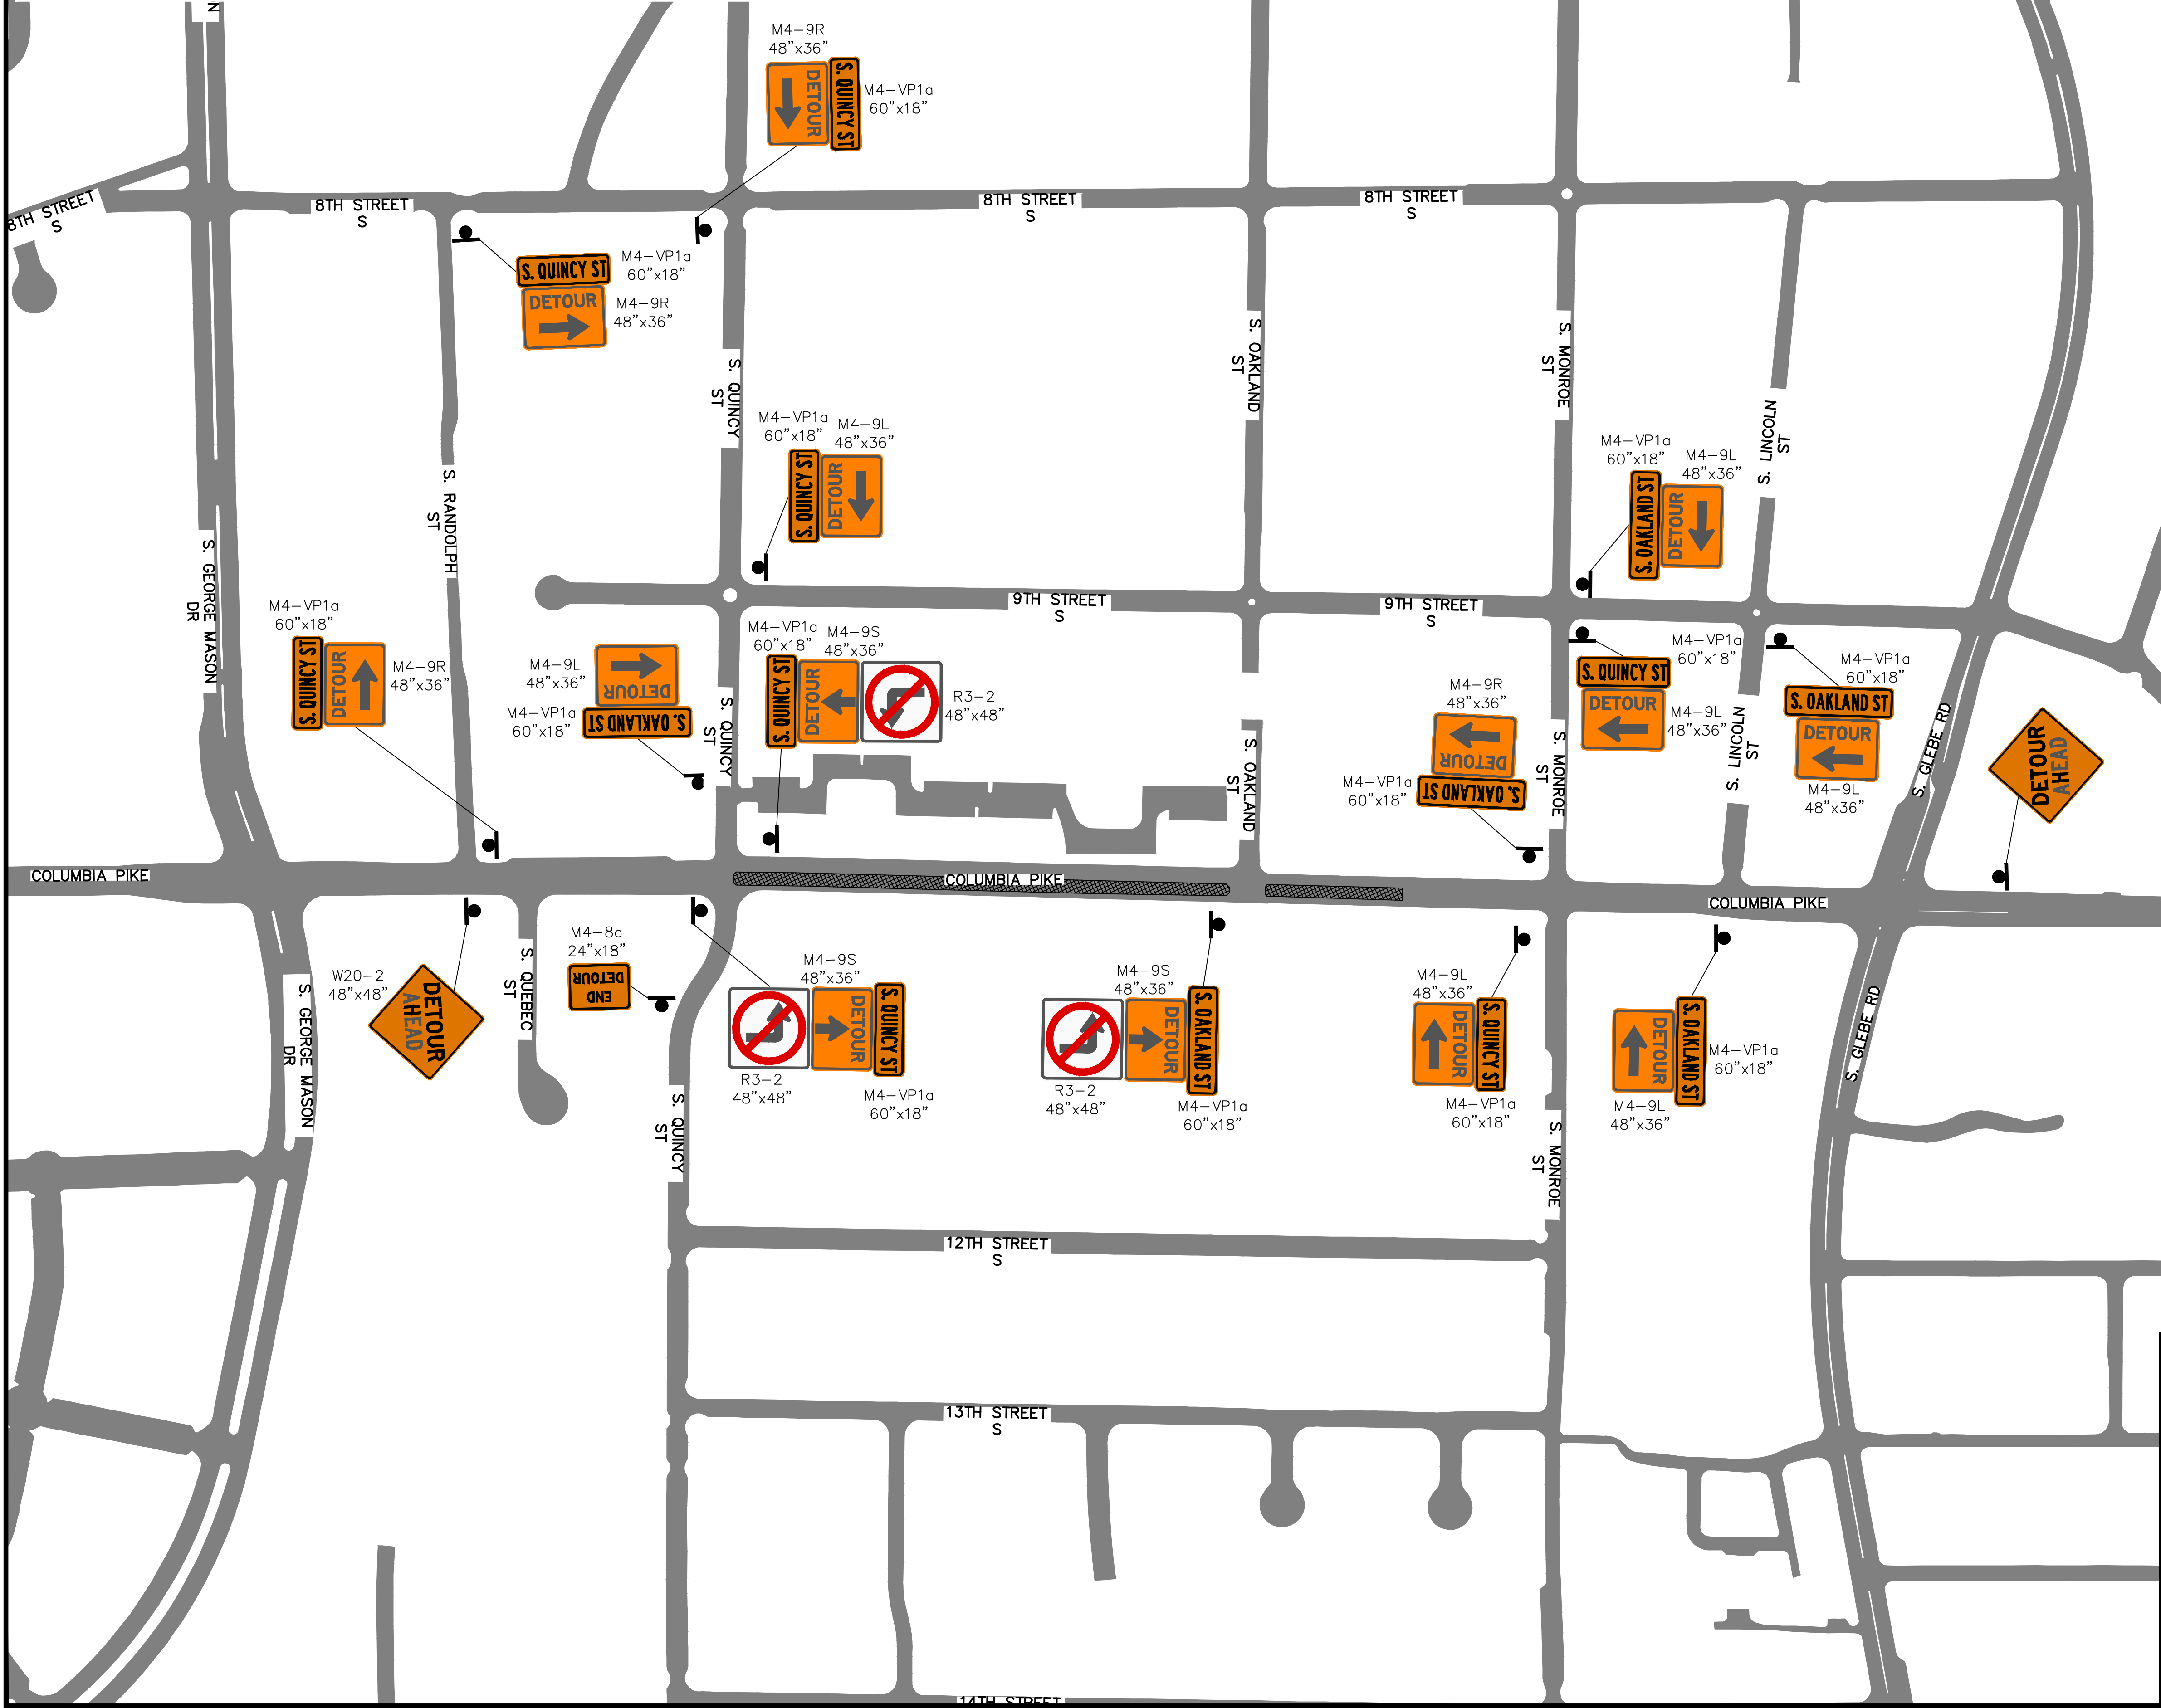 N
M4-9R
48"x36"
DETOUR
S. QUINCY ST
M4-VP1a
60"x18"
8TH STREET
S
8TH STREET
S
8TH STREET
S
8TH STREET
S
S. QUINCY ST
DETOUR
M4-VP1a
60"x18"
M4-9R
48"x36"
S. QUINCY
ST
S. OAKLAND
ST
S. MONROE
ST
S. LINCOLN
ST
M4-VP1a
60"x18"
M4-9L
48"x36"
S. QUINCY ST
DETOUR
M4-VP1a
60"x18"
M4-9L
48"x36"
S. OAKLAND ST
DETOUR
S. RANDOLPH
ST
S. GEORGE MASON
DR
9TH STREET
S
9TH STREET
S
M4-VP1a
60"x18"
S. QUINCY ST
DETOUR
M4-9R
48"x36"
M4-9L
48"x36"
DETOUR
S. OAKLAND ST
M4-VP1a
60"x18"
S. QUINCY
ST
M4-VP1a
60"x18"
M4-9S
48"x36"
S. QUINCY ST
DETOUR
R3-2
48"x48"
S. OAKLAND
ST
M4-9R
48"x36"
DETOUR
S. OAKLAND ST
M4-VP1a
60"x18"
S. MONROE
ST
M4-VP1a
60"x18"
S. QUINCY ST
DETOUR
M4-9L
48"x36"
S. LINCOLN
ST
M4-VP1a
60"x18"
S. OAKLAND ST
DETOUR
M4-9L
48"x36"
S. GLEBE RD
DETOUR
AHEAD
COLUMBIA PIKE
COLUMBIA PIKE
COLUMBIA PIKE
W20-2
48"x48"
DETOUR
AHEAD
S. GEORGE MASON
DR
S. QUEBEC
ST
M4-8a
24"x18"
END
DETOUR
S. QUINCY
ST
M4-9S
48"x36"
DETOUR
S. QUINCY ST
R3-2
48"x48"
M4-VP1a
60"x18"
M4-9S
48"x36"
DETOUR
S. OAKLAND ST
R3-2
48"x48"
M4-VP1a
60"x18"
M4-9L
48"x36"
DETOUR
S. QUINCY ST
M4-VP1a
60"x18"
S. MONROE
ST
DETOUR
S. OAKLAND ST
M4-VP1a
60"x18"
M4-9L
48"x36"
S. GLEBE RD
12TH STREET
S
13TH STREET
S
14TH STREET